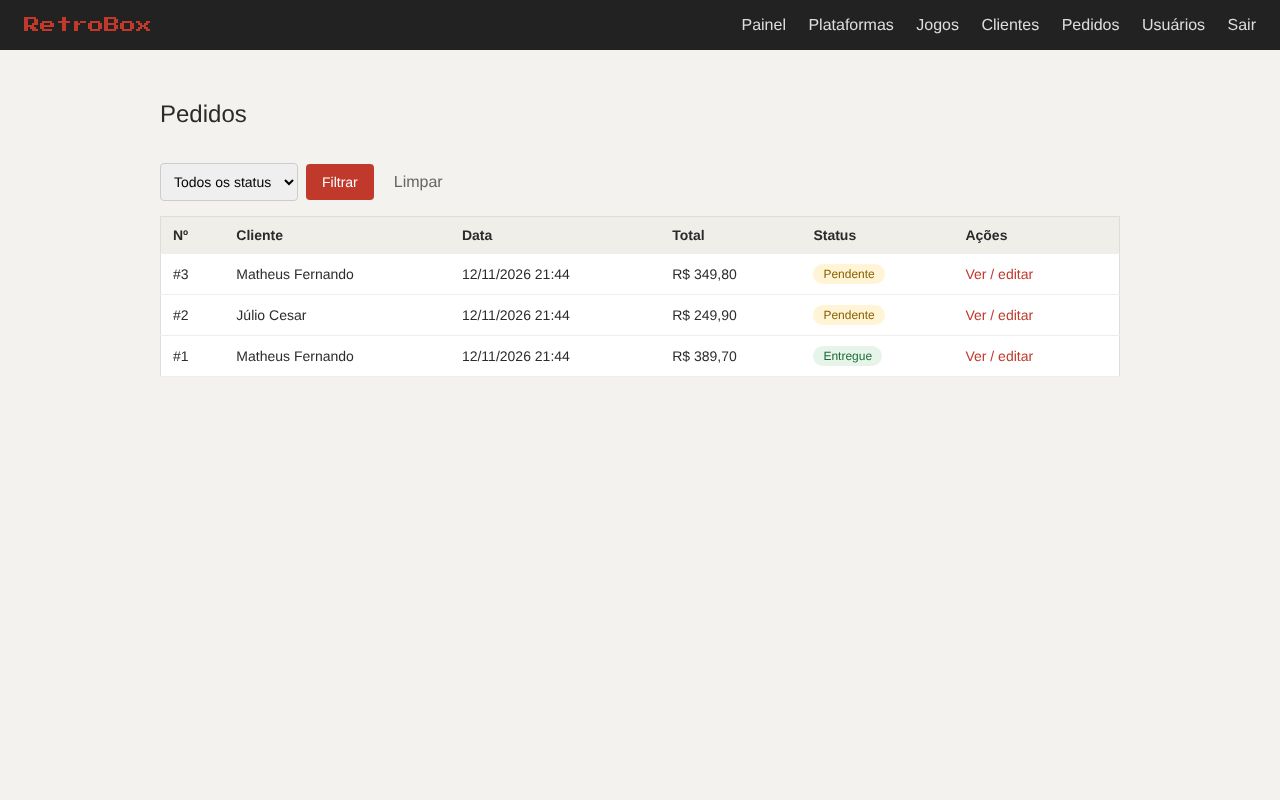 RetroBox Painel Plataformas Jogos Clientes Pedidos Usuários Sair
Pedidos
Todos os status Filtrar Limpar
Nº Cliente Data Total Status Ações
#3 Matheus Fernando 12/11/2026 21:44 R$ 349,80 Pendente Ver / editar
#2 Júlio Cesar 12/11/2026 21:44 R$ 249,90 Pendente Ver / editar
#1 Matheus Fernando 12/11/2026 21:44 R$ 389,70 Entregue Ver / editar